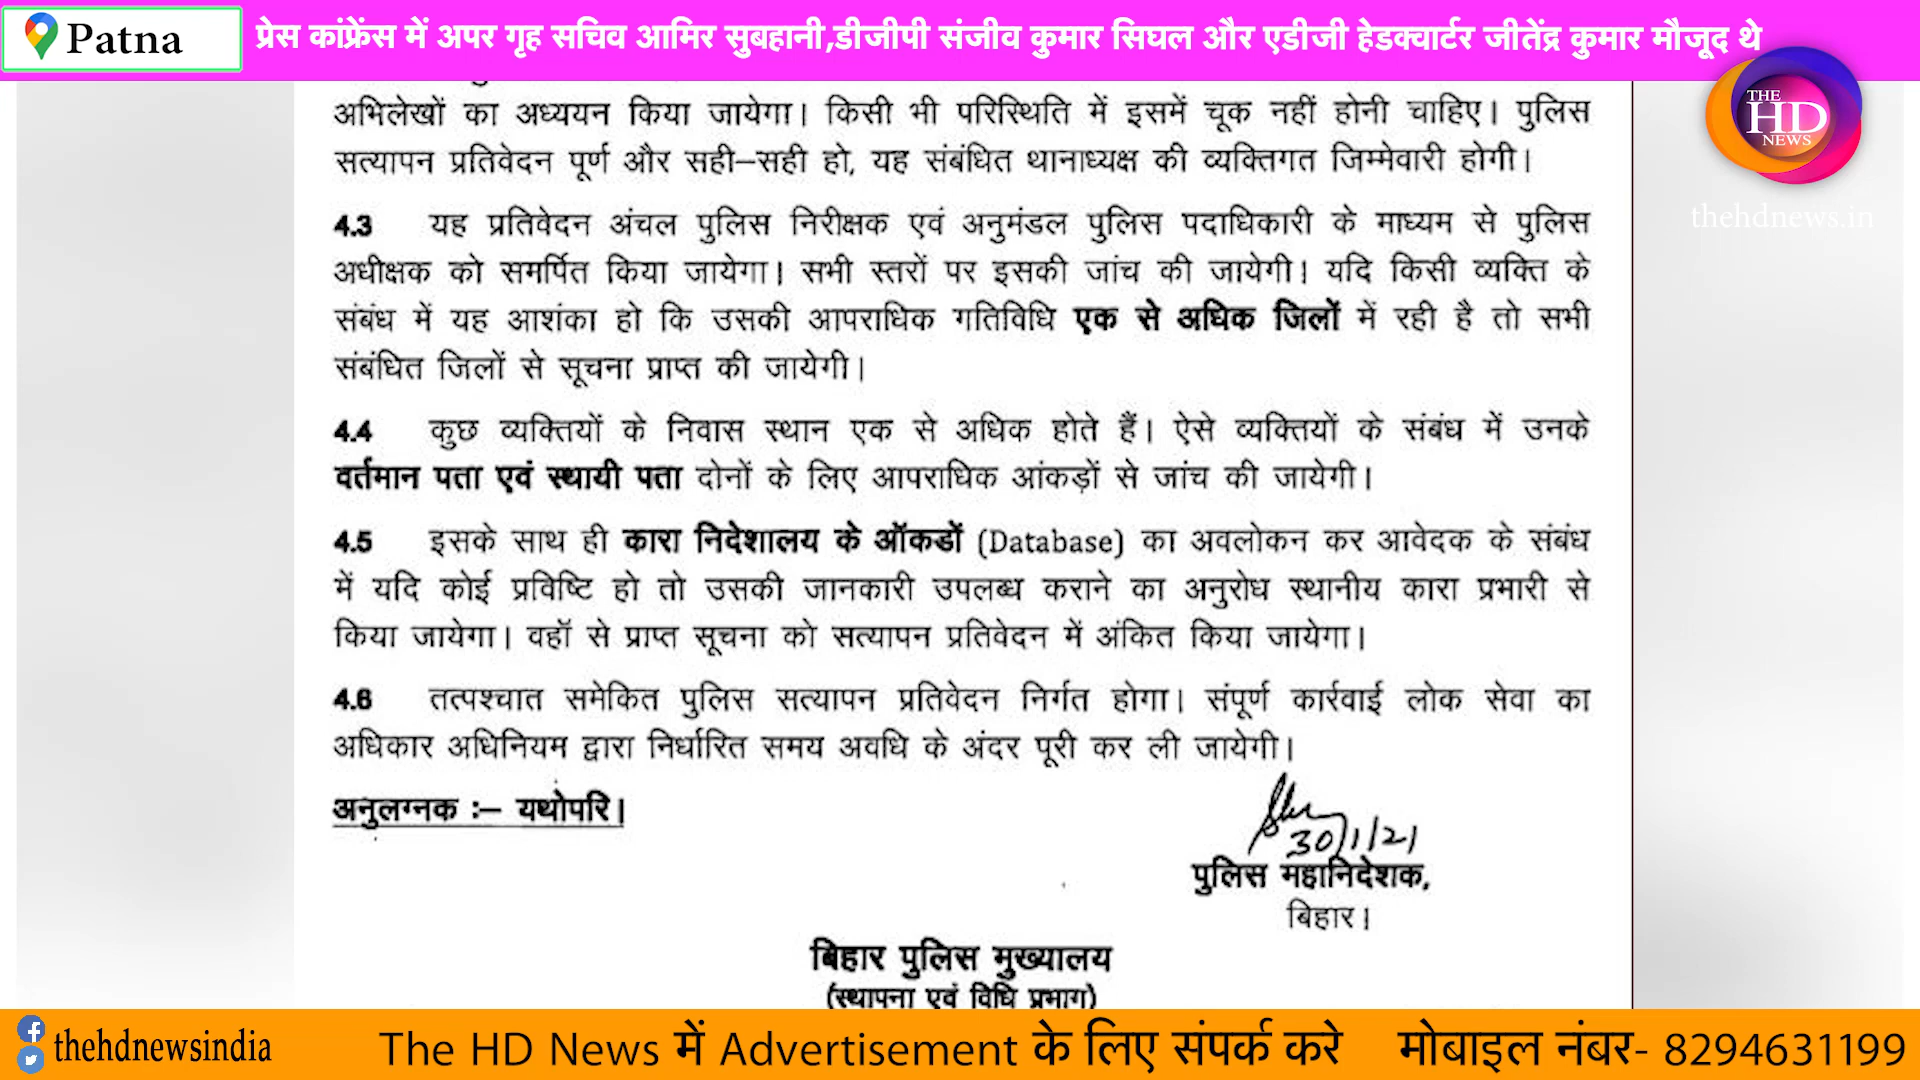 Patna
प्रेस कांफ्रेंस में अपर गृह सचिव आमिर सुबहानी,डीजीपी संजीव कुमार सिघल और एडीजी हेडक्वार्टर जीतेंद्र कुमार मौजूद थे
THE
HD
NEWS
thehdnews.in
अभिलेखों का अध्ययन किया जायेगा। किसी भी परिस्थिति में इसमें चूक नहीं होनी चाहिए। पुलिस
सत्यापन प्रतिवेदन पूर्ण और सही–सही हो, यह संबंधित थानाध्यक्ष की व्यक्तिगत जिम्मेवारी होगी।
4.3 यह प्रतिवेदन अंचल पुलिस निरीक्षक एवं अनुमंडल पुलिस पदाधिकारी के माध्यम से पुलिस
अधीक्षक को समर्पित किया जायेगा। सभी स्तरों पर इसकी जांच की जायेगी। यदि किसी व्यक्ति के
संबंध में यह आशंका हो कि उसकी आपराधिक गतिविधि एक से अधिक जिलों में रही है तो सभी
संबंधित जिलों से सूचना प्राप्त की जायेगी।
4.4 कुछ व्यक्तियों के निवास स्थान एक से अधिक होते हैं। ऐसे व्यक्तियों के संबंध में उनके
वर्तमान पता एवं स्थायी पता दोनों के लिए आपराधिक आंकड़ों से जांच की जायेगी।
4.5 इसके साथ ही कारा निदेशालय के ऑकडों (Database) का अवलोकन कर आवेदक के संबंध
में यदि कोई प्रविष्टि हो तो उसकी जानकारी उपलब्ध कराने का अनुरोध स्थानीय कारा प्रभारी से
किया जायेगा। वहॉ से प्राप्त सूचना को सत्यापन प्रतिवेदन में अंकित किया जायेगा।
4.6 तत्पश्चात समेकित पुलिस सत्यापन प्रतिवेदन निर्गत होगा। संपूर्ण कार्रवाई लोक सेवा का
अधिकार अधिनियम द्वारा निर्धारित समय अवधि के अंदर पूरी कर ली जायेगी।
अनुलग्नक :– यथोपरि।
30/1/21
पुलिस महानिदेशक,
बिहार।
बिहार पुलिस मुख्यालय
(स्थापना एवं विधि प्रभाग)
thehdnewsindia
The HD News में Advertisement के लिए संपर्क करे मोबाइल नंबर- 8294631199